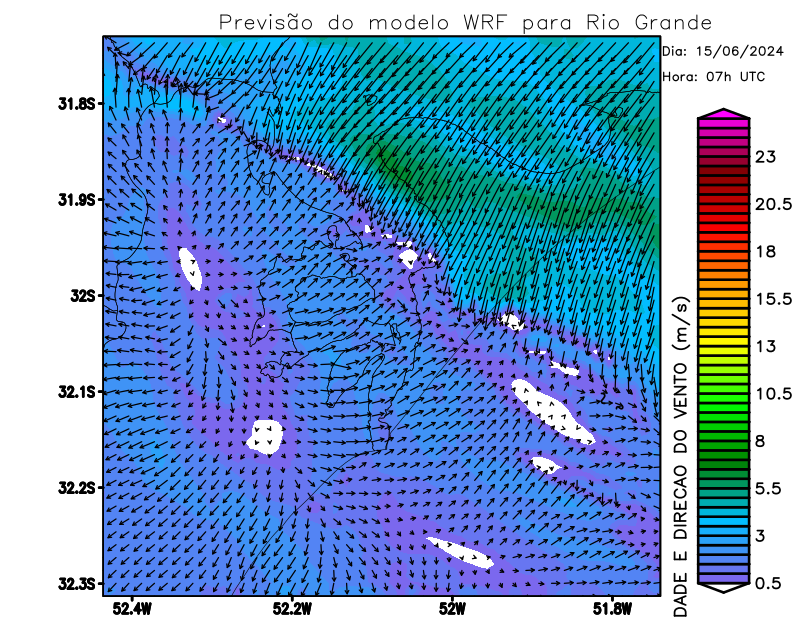 Previsão do modelo WRF para Rio Grande
Dia: 15/06/2024
Hora: 07h UTC
31.8S
31.9S
32S
32.1S
32.2S
32.3S
52.4W
52.2W
52W
51.8W
23
20.5
18
15.5
13
10.5
8
5.5
3
0.5
DADE E DIRECAO DO VENTO (m/s)